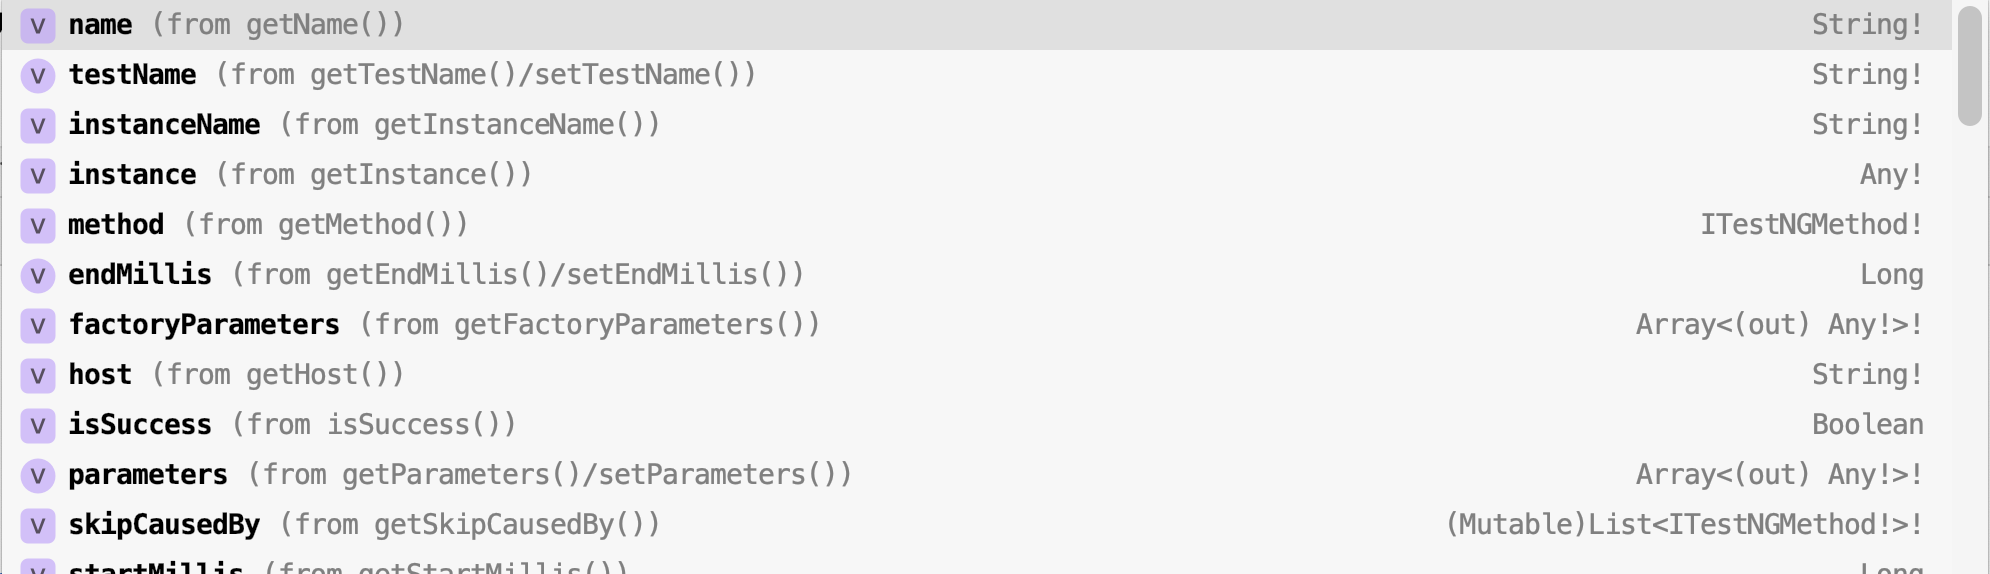 v name (from getName()) String!
v testName (from getTestName()/setTestName()) String!
v instanceName (from getInstanceName()) String!
v instance (from getInstance()) Any!
v method (from getMethod()) ITestNGMethod!
v endMillis (from getEndMillis()/setEndMillis()) Long
v factoryParameters (from getFactoryParameters()) Array<(out) Any!>!
v host (from getHost()) String!
v isSuccess (from isSuccess()) Boolean
v parameters (from getParameters()/setParameters()) Array<(out) Any!>!
v skipCausedBy (from getSkipCausedBy()) (Mutable)List<ITestNGMethod!>!
v startMillis (from getStartMillis()) Long